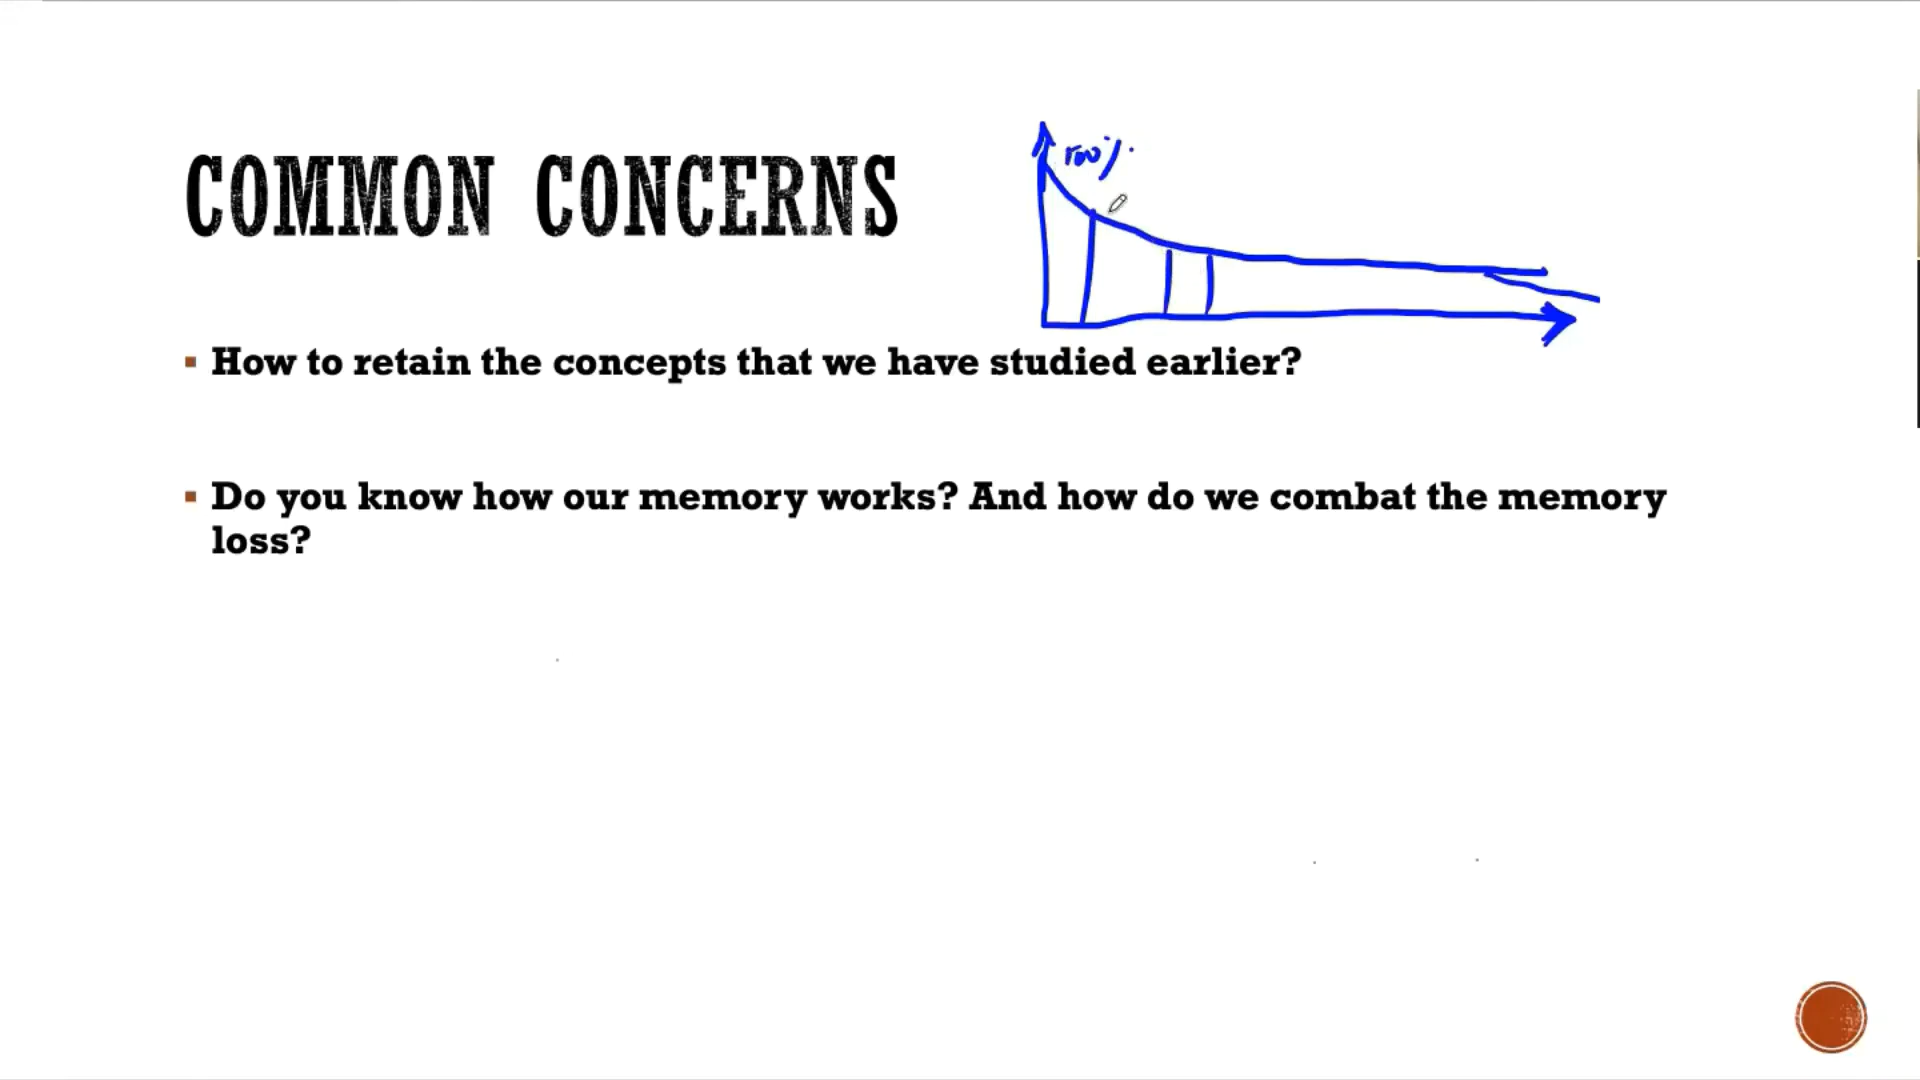 COMMON CONCERNS
100%
How to retain the concepts that we have studied earlier?
Do you know how our memory works? And how do we combat the memory
loss?